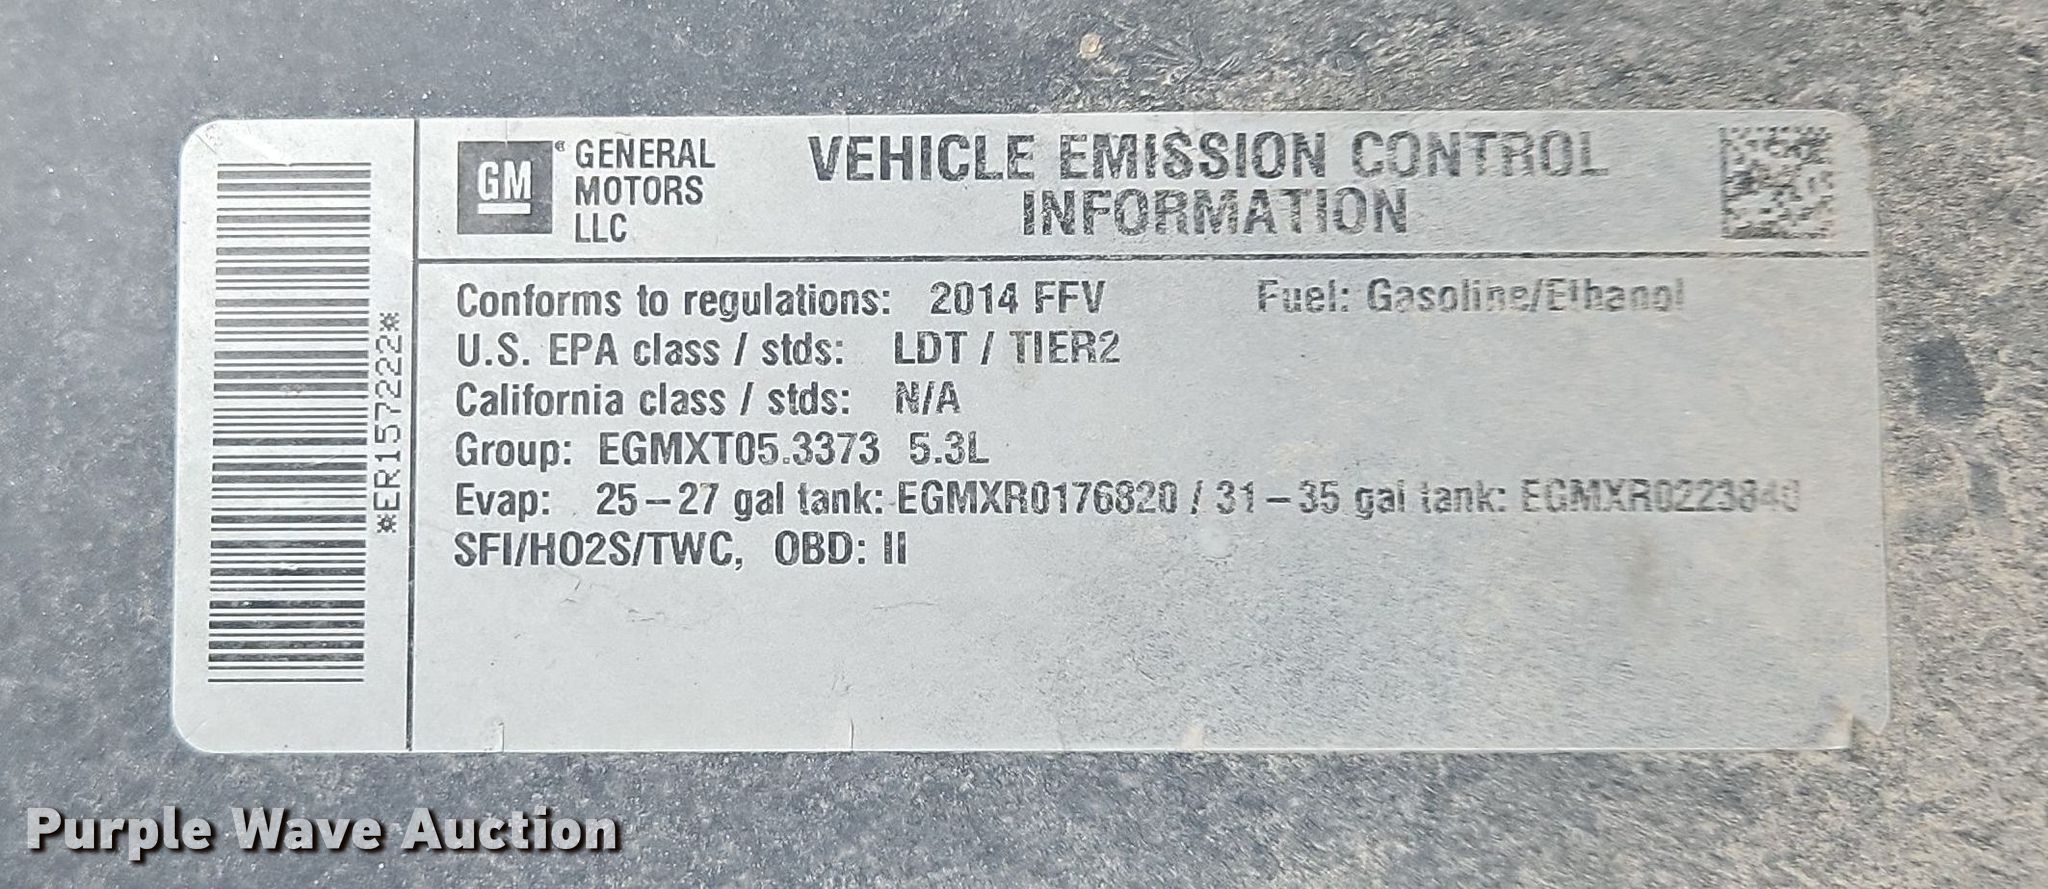 *ER157222*
GM®
GENERAL
MOTORS
LLC
VEHICLE EMISSION CONTROL
INFORMATION
Conforms to regulations: 2014 FFV Fuel: Gasoline/Ethanol
U.S. EPA class / stds: LDT / TIER2
California class / stds: N/A
Group: EGMXT05.3373 5.3L
Evap: 25–27 gal tank: EGMXR0176820 / 31–35 gal tank: EGMXR0223840
SFI/HO2S/TWC, OBD: II
Purple Wave Auction